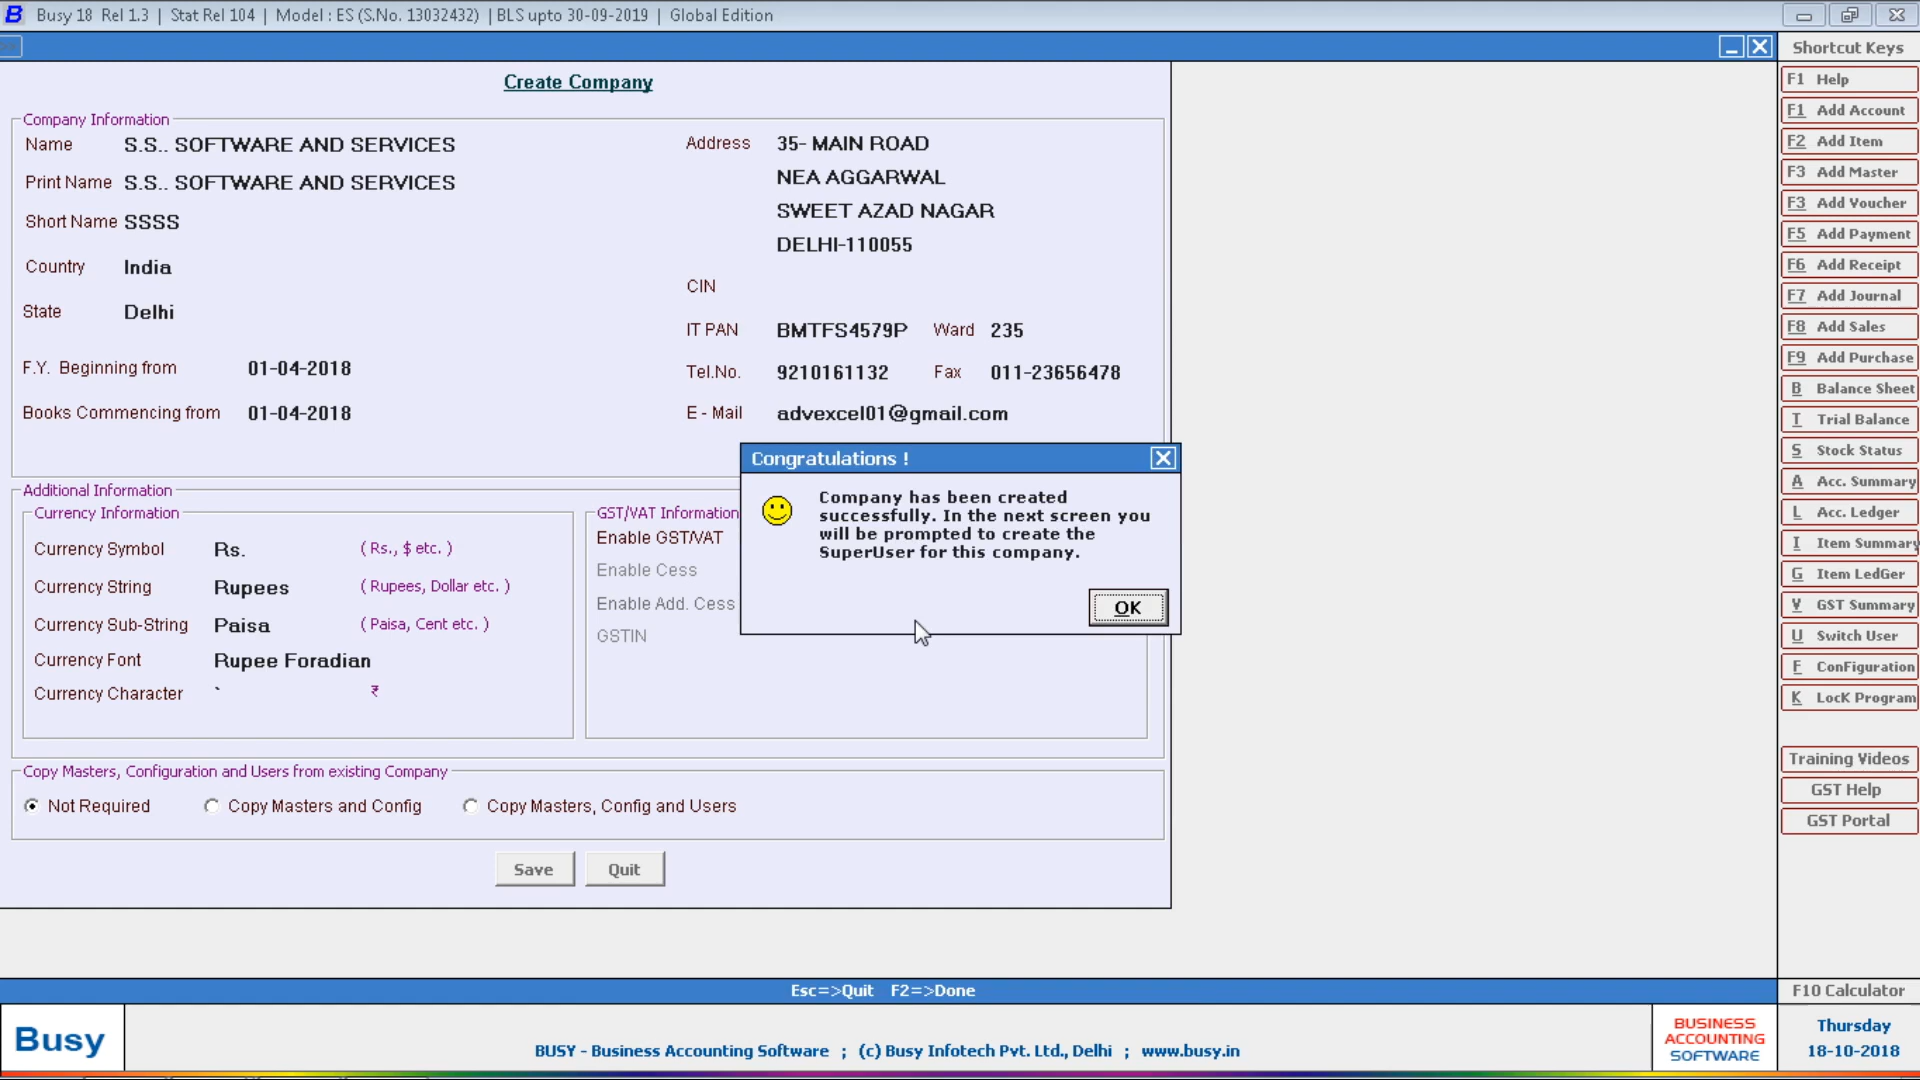 Busy 18 Rel 1.3 | Stat Rel 104 | Model : ES (S.No. 13032432) | BLS upto 30-09-2019 | Global Edition
Shortcut Keys
Create Company
Company Information
Name S.S.. SOFTWARE AND SERVICES
Print Name S.S.. SOFTWARE AND SERVICES
Short Name SSSS
Country India
State Delhi
F.Y. Beginning from 01-04-2018
Books Commencing from 01-04-2018
Address 35- MAIN ROAD
NEA AGGARWAL
SWEET AZAD NAGAR
DELHI-110055
CIN
IT PAN BMTFS4579P Ward 235
Tel.No. 9210161132 Fax 011-23656478
E - Mail advexcel01@gmail.com
Congratulations !
Company has been created
successfully. In the next screen you
will be prompted to create the
SuperUser for this company.
OK
Additional Information
Currency Information
Currency Symbol Rs. ( Rs., $ etc. )
Currency String Rupees ( Rupees, Dollar etc. )
Currency Sub-String Paisa ( Paisa, Cent etc. )
Currency Font Rupee Foradian
Currency Character ` ₹
GST/VAT Information
Enable GST/VAT
Enable Cess
Enable Add. Cess
GSTIN
Copy Masters, Configuration and Users from existing Company
Not Required Copy Masters and Config Copy Masters, Config and Users
Save Quit
F1 Help
F1 Add Account
F2 Add Item
F3 Add Master
F3 Add Voucher
F5 Add Payment
F6 Add Receipt
F7 Add Journal
F8 Add Sales
F9 Add Purchase
B Balance Sheet
T Trial Balance
S Stock Status
A Acc. Summary
L Acc. Ledger
I Item Summary
G Item LedGer
Y GST Summary
U Switch User
F ConFiguration
K LocK Program
Training Videos
GST Help
GST Portal
Esc=>Quit F2=>Done
F10 Calculator
Busy
BUSY - Business Accounting Software ; (c) Busy Infotech Pvt. Ltd., Delhi ; www.busy.in
BUSINESS
ACCOUNTING
SOFTWARE
Thursday
18-10-2018